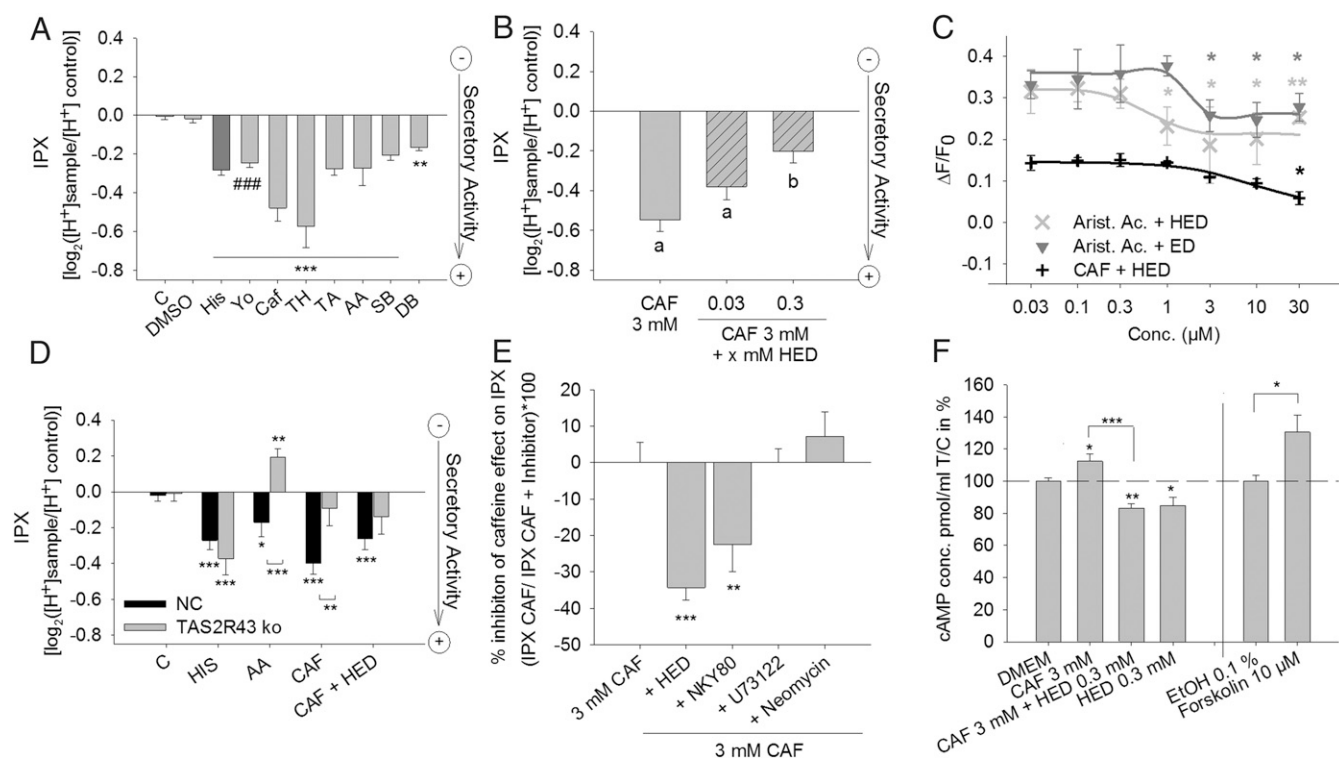 A
IPX
[log2([H+]sample/[H+] control)]
0.4
0.2
0.0
-0.2
-0.4
-0.6
-0.8
###
***
**
C
DMSO
His
Yo
Caf
TH
TA
AA
SB
DB
-
Secretory Activity
+
B
IPX
[log2([H+]sample/[H+] control)]
0.4
0.2
0.0
-0.2
-0.4
-0.6
-0.8
a
a
b
CAF
3 mM
0.03
0.3
CAF 3 mM
+ x mM HED
-
Secretory Activity
+
C
ΔF/F0
0.4
0.3
0.2
0.1
0.0
-0.1
* * *
* * **
*
Arist. Ac. + HED
Arist. Ac. + ED
CAF + HED
0.03 0.1 0.3 1 3 10 30
Conc. (µM)
D
IPX
[log2([H+]sample/[H+] control)]
0.4
0.2
0.0
-0.2
-0.4
-0.6
-0.8
**
*
***
***
***
***
**
***
NC
TAS2R43 ko
C
HIS
AA
CAF
CAF + HED
-
Secretory Activity
+
E
% inhibiton of caffeine effect on IPX
(IPX CAF/ IPX CAF + Inhibitor)*100
20
10
0
-10
-20
-30
-40
-50
***
**
3 mM CAF
+ HED
+ NKY80
+ U73122
+ Neomycin
3 mM CAF
F
cAMP conc. pmol/ml T/C in %
160
140
120
100
80
60
40
20
0
*
***
**
*
*
DMEM
CAF 3 mM
CAF 3 mM + HED 0.3 mM
HED 0.3 mM
EtOH 0.1 %
Forskolin 10 µM